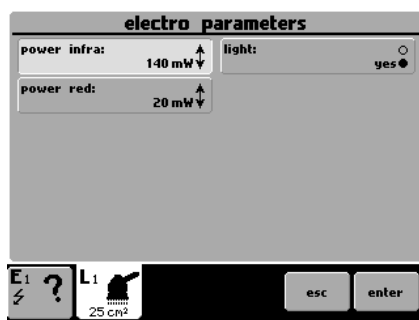 electro parameters
power infra:
140 mW
light:
yes
power red:
20 mW
E1
?
L1
25 cm²
esc
enter